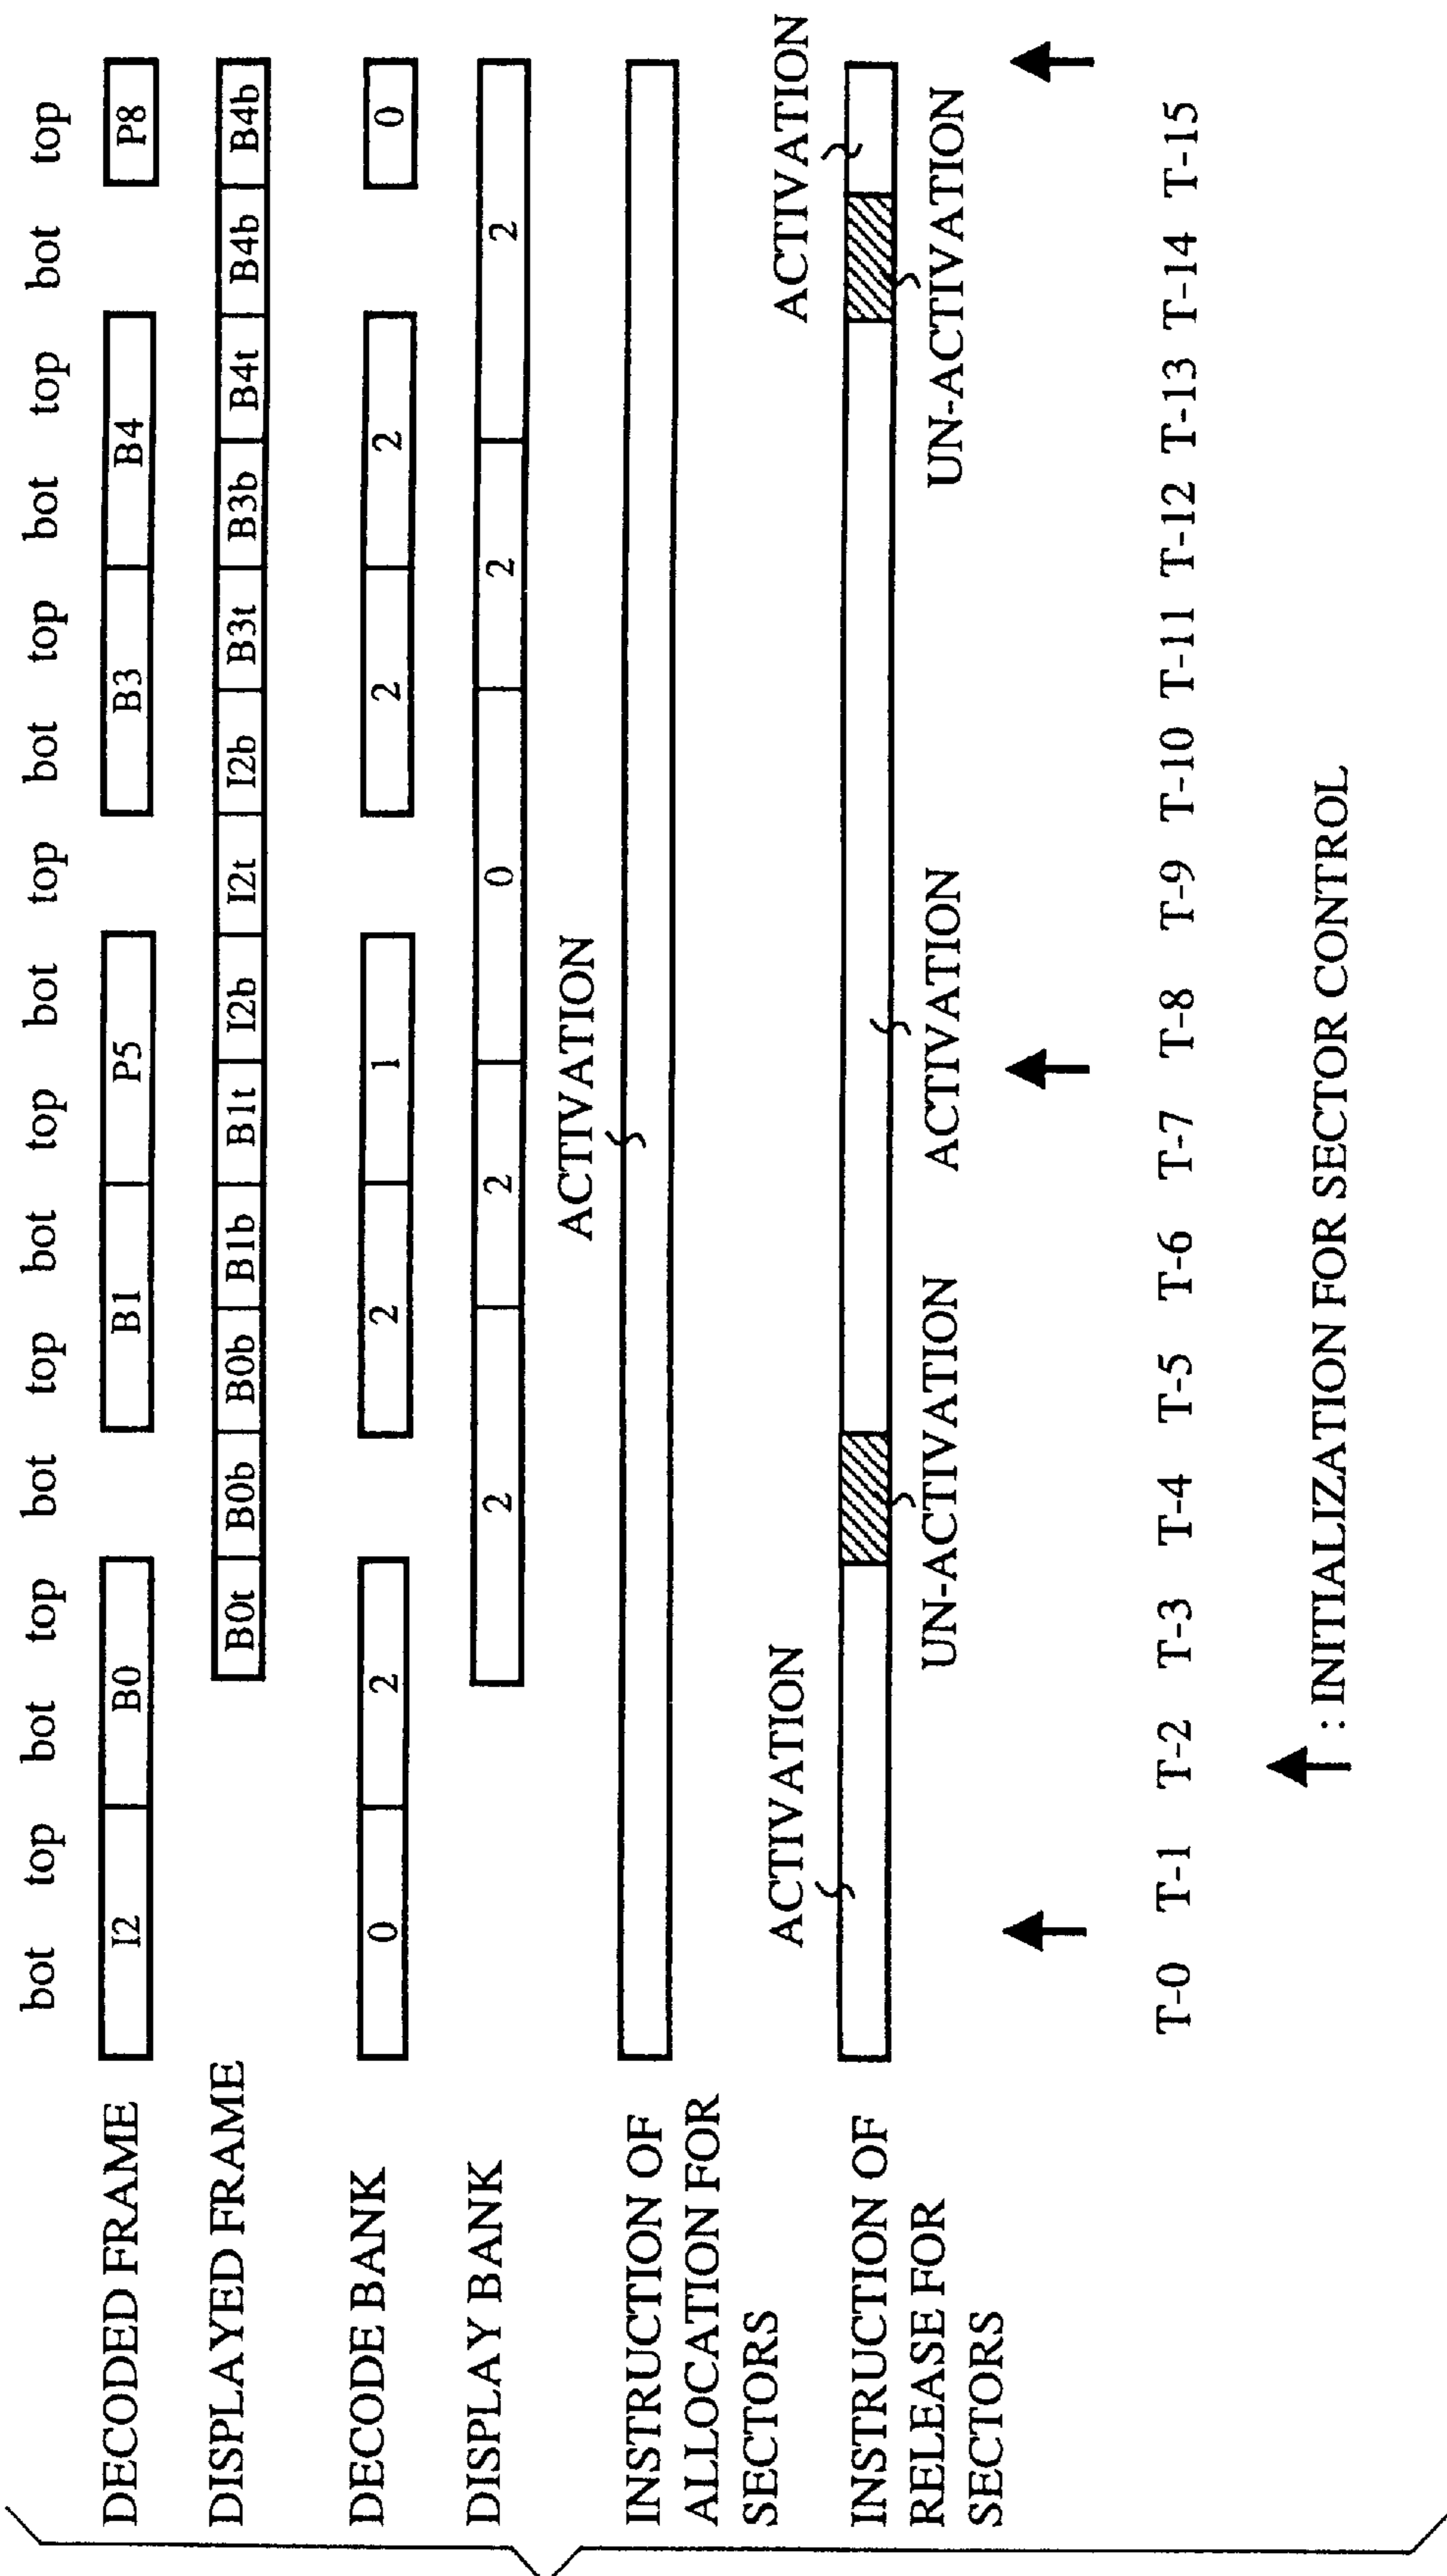 bot top bot top bot top bot top bot top bot top bot top bot top
DECODED FRAME I2 B0 B1 P5 B3 B4 P8
DISPLAYED FRAME B0t B0b B0b B1b B1t I2b I2t I2b B3t B3b B4t B4b B4b
DECODE BANK 0 2 2 1 2 2 0
DISPLAY BANK 2 2 0 2 2
ACTIVATION
INSTRUCTION OF
ALLOCATION FOR
SECTORS
ACTIVATION ACTIVATION
INSTRUCTION OF
RELEASE FOR
SECTORS
UN-ACTIVATION ACTIVATION UN-ACTIVATION
T-0 T-1 T-2 T-3 T-4 T-5 T-6 T-7 T-8 T-9 T-10 T-11 T-12 T-13 T-14 T-15
: INITIALIZATION FOR SECTOR CONTROL